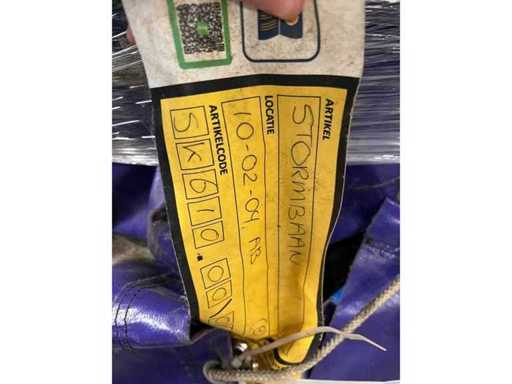 ARTIKEL
STORMBAAN
LOCATIE
10-02-04, AB
ARTIKELCODE
SK610.00